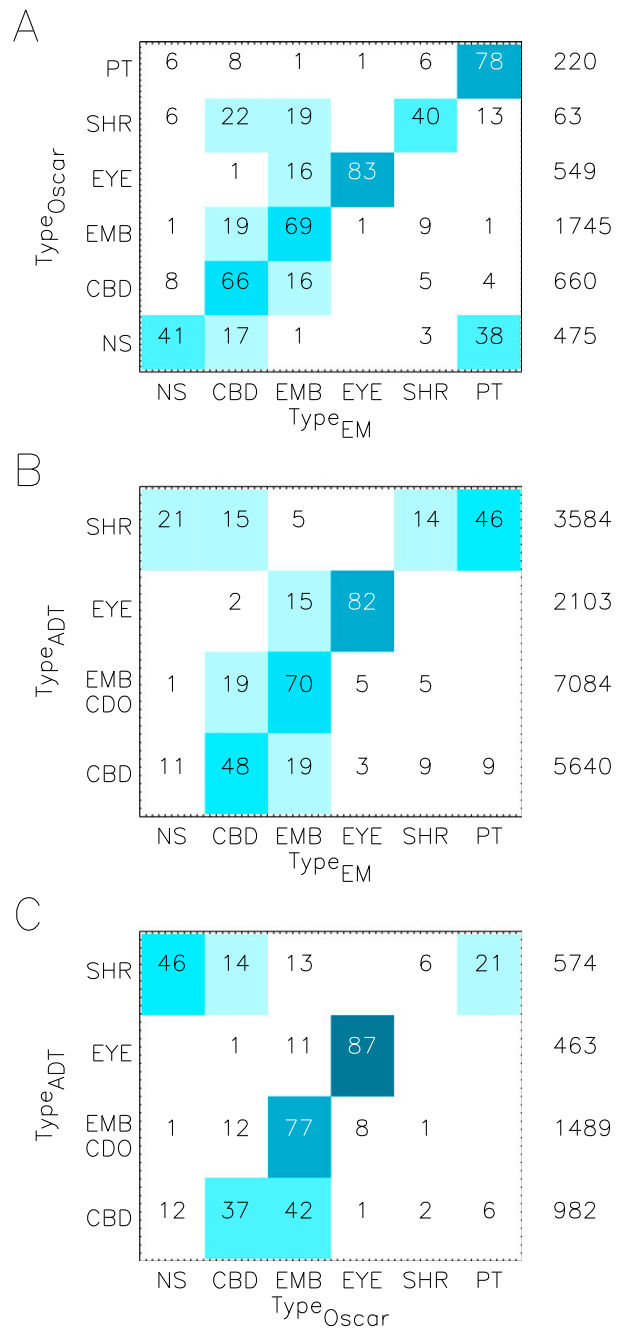 A
PT 6 8 1 1 6 78 220
SHR 6 22 19 40 13 63
EYE 1 16 83 549
EMB 1 19 69 1 9 1 1745
CBD 8 66 16 5 4 660
NS 41 17 1 3 38 475
NS CBD EMB EYE SHR PT
TypeEM
TypeOscar
B
SHR 21 15 5 14 46 3584
EYE 2 15 82 2103
EMB
CDO 1 19 70 5 5 7084
CBD 11 48 19 3 9 9 5640
NS CBD EMB EYE SHR PT
TypeEM
TypeADT
C
SHR 46 14 13 6 21 574
EYE 1 11 87 463
EMB
CDO 1 12 77 8 1 1489
CBD 12 37 42 1 2 6 982
NS CBD EMB EYE SHR PT
TypeOscar
TypeADT